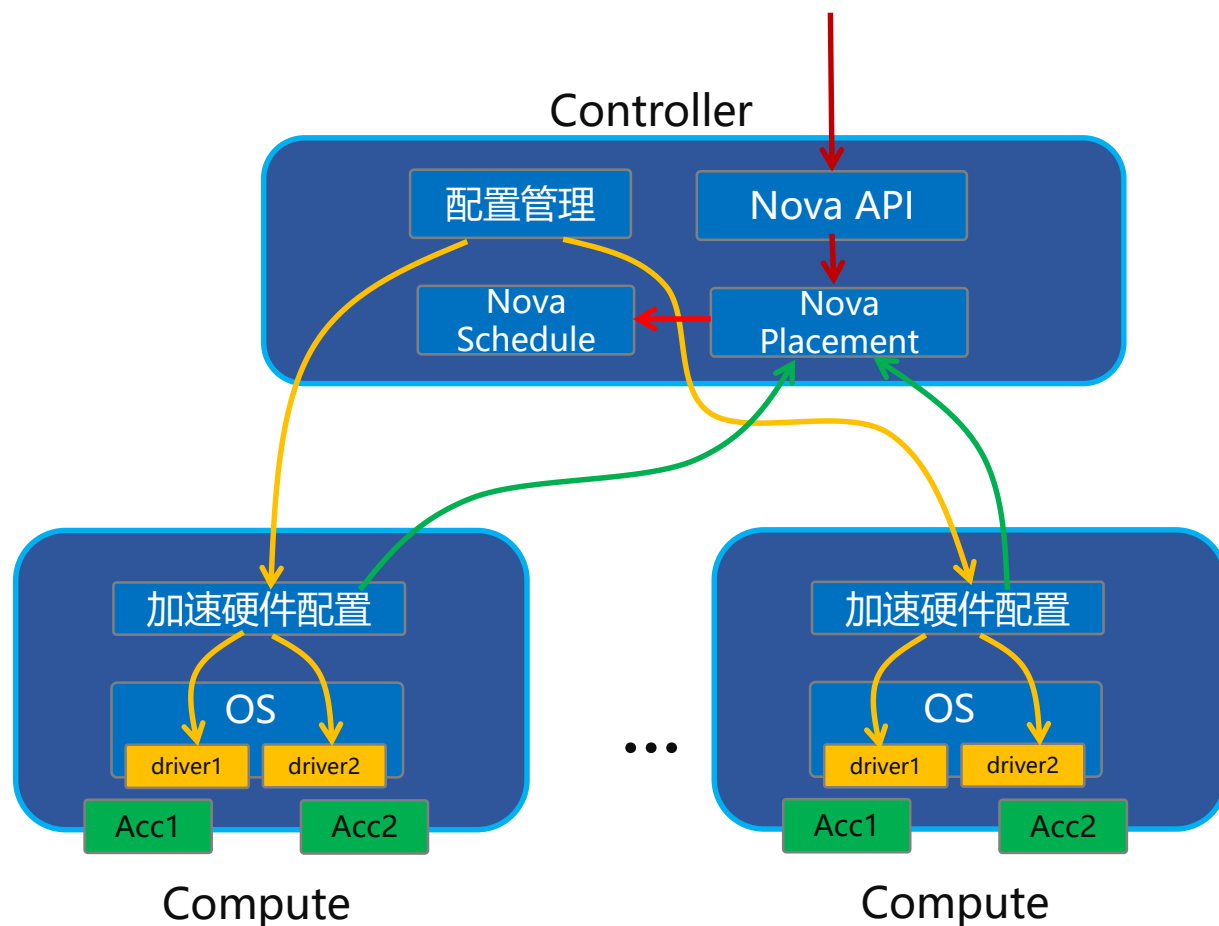 Controller
配置管理
Nova API
Nova
Schedule
Nova
Placement
加速硬件配置
OS
driver1
driver2
Acc1
Acc2
Compute
...
加速硬件配置
OS
driver1
driver2
Acc1
Acc2
Compute